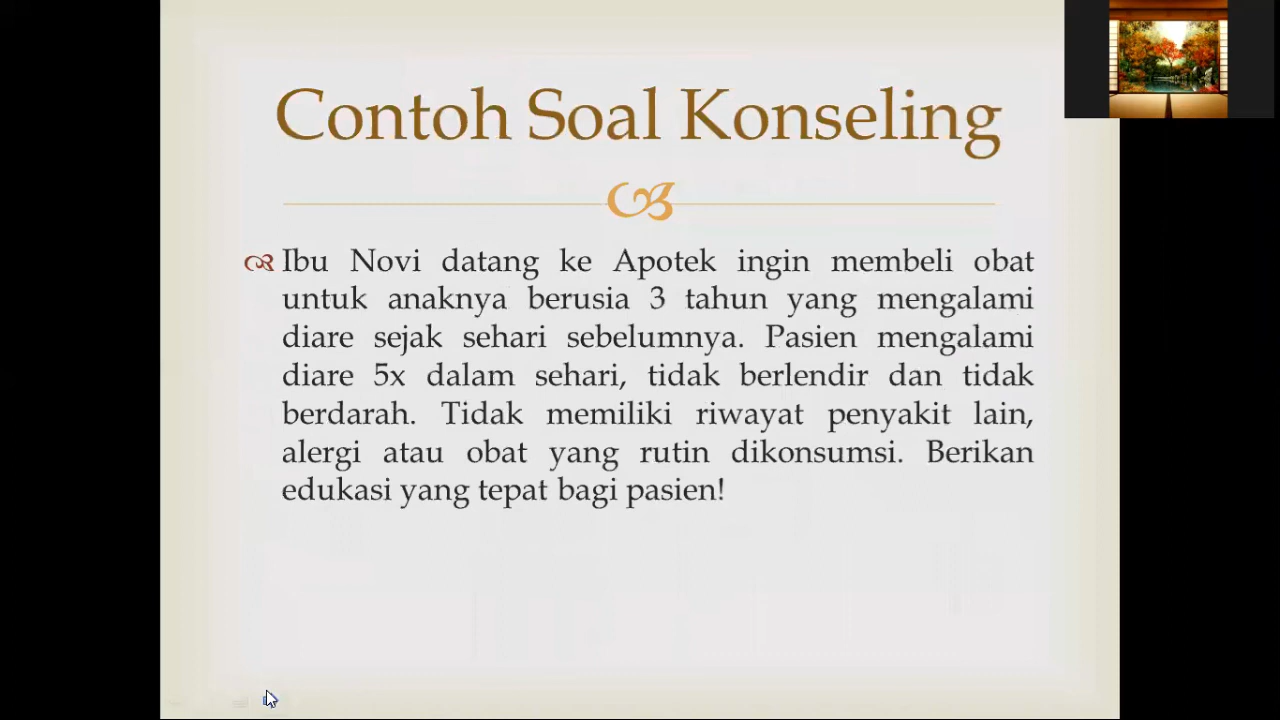 Contoh Soal Konseling
Ibu Novi datang ke Apotek ingin membeli obat
untuk anaknya berusia 3 tahun yang mengalami
diare sejak sehari sebelumnya. Pasien mengalami
diare 5x dalam sehari, tidak berlendir dan tidak
berdarah. Tidak memiliki riwayat penyakit lain,
alergi atau obat yang rutin dikonsumsi. Berikan
edukasi yang tepat bagi pasien!